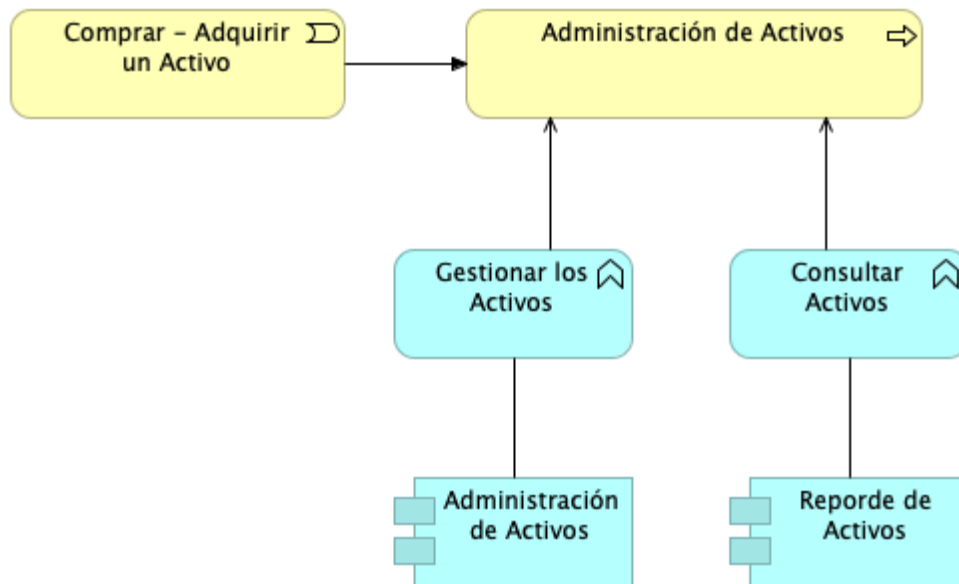 Comprar – Adquirir
un Activo
Administración de Activos
Gestionar los
Activos
Consultar
Activos
Administración
de Activos
Reporde de
Activos